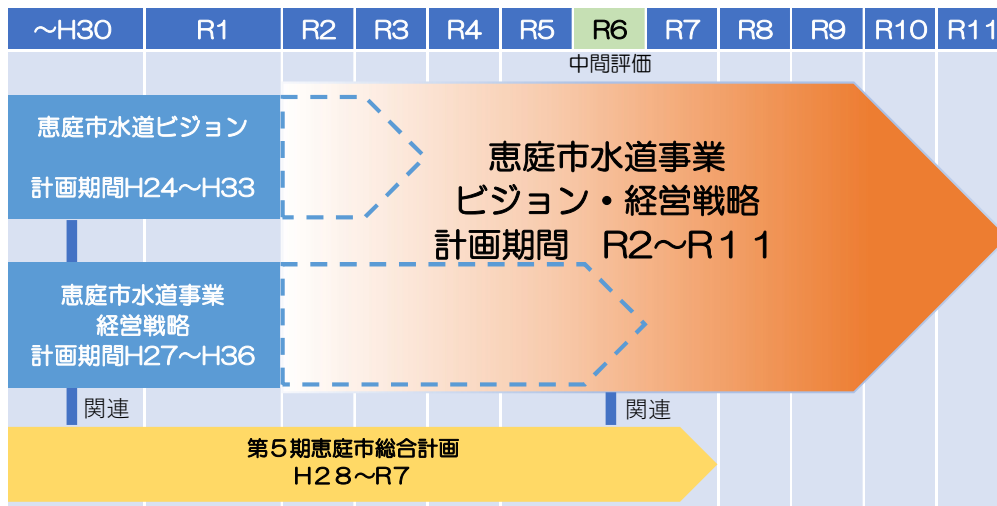 ～H30 R1 R2 R3 R4 R5 R6 R7 R8 R9 R10 R11
中間評価
恵庭市水道ビジョン
計画期間H24～H33
恵庭市水道事業
ビジョン・経営戦略
計画期間　R2～R１１
恵庭市水道事業
経営戦略
計画期間H27～H36
関連
関連
第５期恵庭市総合計画
H２８～R７